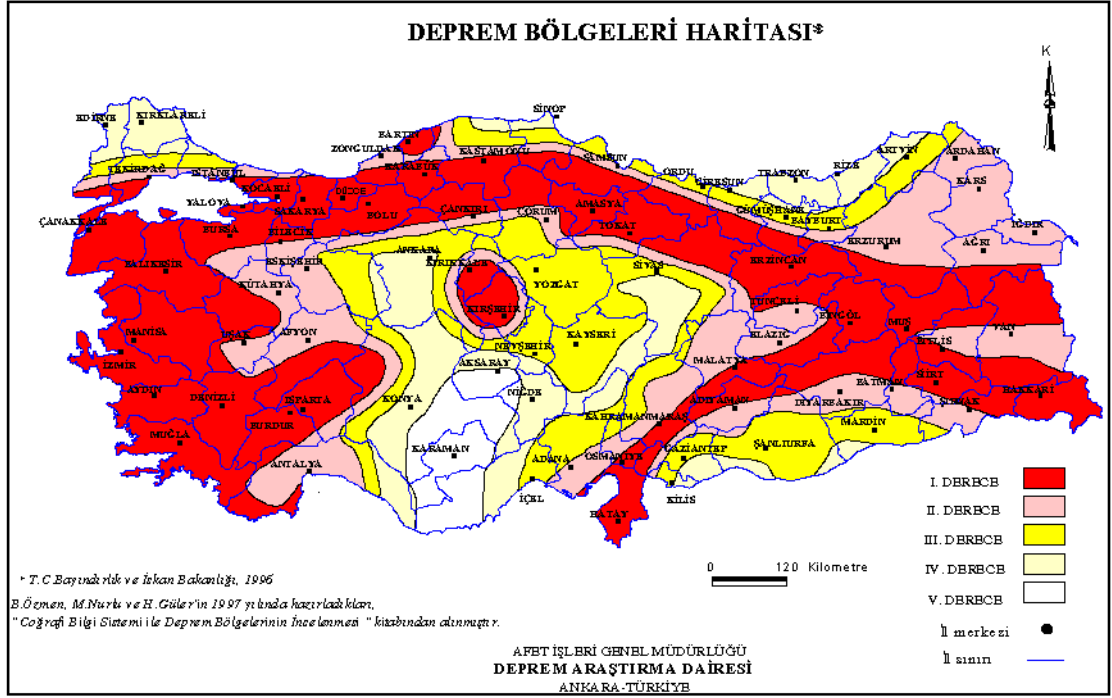 DEPREM BÖLGELERİ HARİTASI*
K
EDİRNE
KIRKLARELİ
TEKİRDAĞ
İSTANBUL
KOCAELİ
YALOVA
SAKARYA
DÜZCE
BOLU
ZONGULDAK
BARTIN
KARABÜK
KASTAMONU
SİNOP
SAMSUN
ORDU
GİRESUN
TRABZON
RİZE
ARTVİN
ARDAHAN
KARS
IĞDIR
AĞRI
ÇANAKKALE
BURSA
BİLECİK
ÇANKIRI
ÇORUM
AMASYA
TOKAT
GÜMÜŞHANE
BAYBURT
ERZURUM
ERZİNCAN
BALIKESİR
ESKİŞEHİR
KÜTAHYA
ANKARA
KIRIKKALE
YOZGAT
SİVAS
TUNCELİ
BİNGÖL
MUŞ
VAN
BİTLİS
MANİSA
UŞAK
AFYON
KIRŞEHİR
NEVŞEHİR
KAYSERİ
ELAZIĞ
MALATYA
İZMİR
AYDIN
DENİZLİ
ISPARTA
BURDUR
KONYA
AKSARAY
NİĞDE
KAHRAMANMARAŞ
ADIYAMAN
DİYARBAKIR
BATMAN
SİİRT
ŞIRNAK
HAKKARİ
MUĞLA
ANTALYA
KARAMAN
ADANA
OSMANİYE
GAZİANTEP
ŞANLIURFA
MARDİN
İÇEL
KİLİS
HATAY
I. DERECE
II. DERECE
III. DERECE
IV. DERECE
V. DERECE
İl merkezi
İl sınırı
0 120 Kilometre
* T.C.Bayındırlık ve İskan Bakanlığı, 1996
B.Özmen, M.Nurlu ve H.Güler'in 1997 yılında hazırladıkları,
" Coğrafi Bilgi Sistemi ile Deprem Bölgelerinin İncelenmesi " kitabından alınmıştır.
AFET İŞLERİ GENEL MÜDÜRLÜĞÜ
DEPREM ARAŞTIRMA DAİRESİ
ANKARA-TÜRKİYE